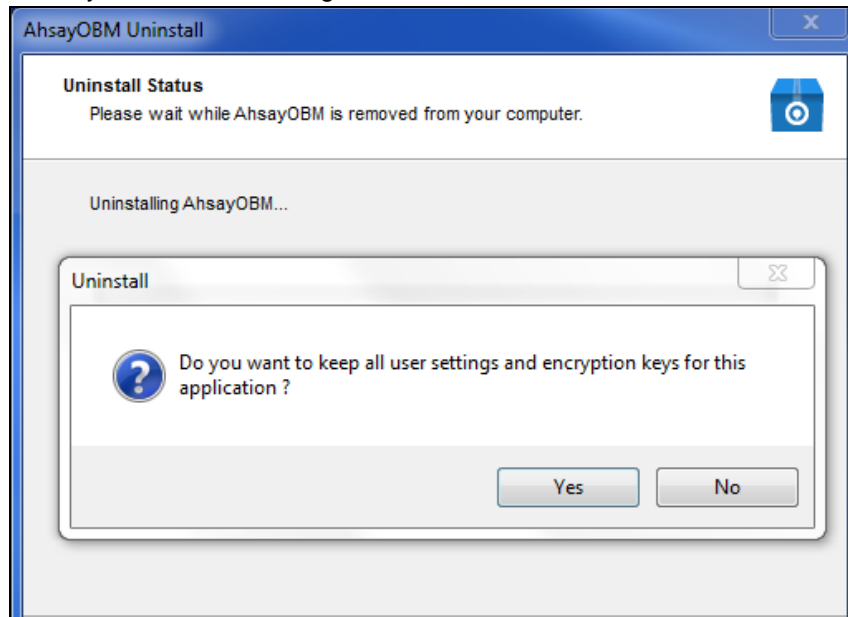 AhsayOBM Uninstall
Uninstall Status
Please wait while AhsayOBM is removed from your computer.
Uninstalling AhsayOBM...
Uninstall
Do you want to keep all user settings and encryption keys for this
application ?
Yes
No